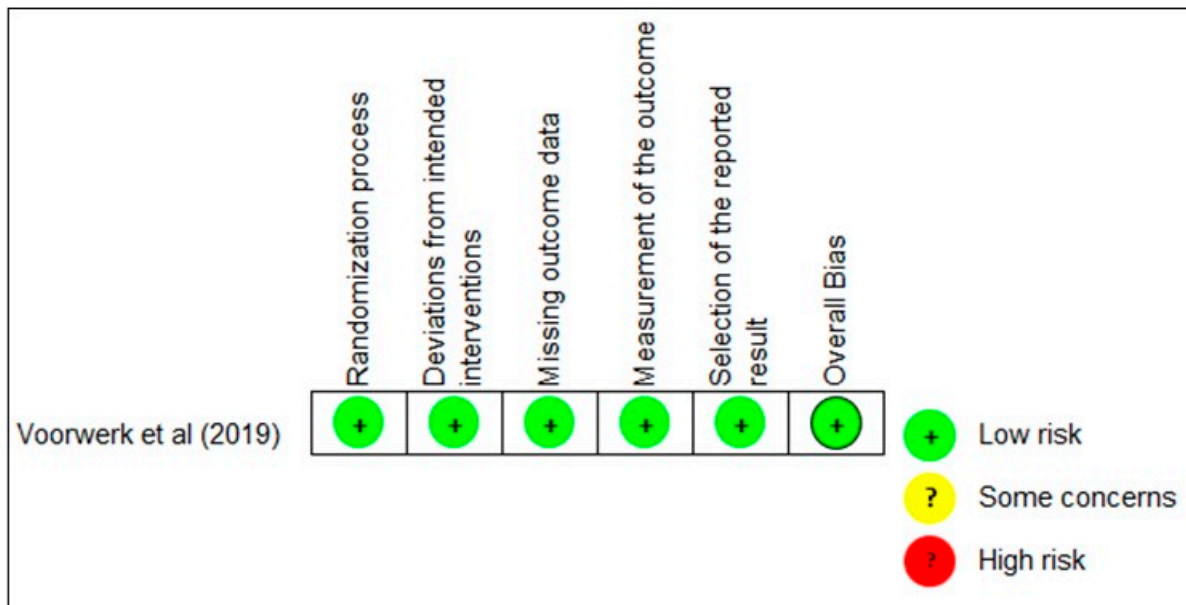 Randomization process
Deviations from intended
interventions
Missing outcome data
Measurement of the outcome
Selection of the reported
result
Overall Bias
Voorwerk et al (2019)
+ + + + + +
+ Low risk
? Some concerns
? High risk